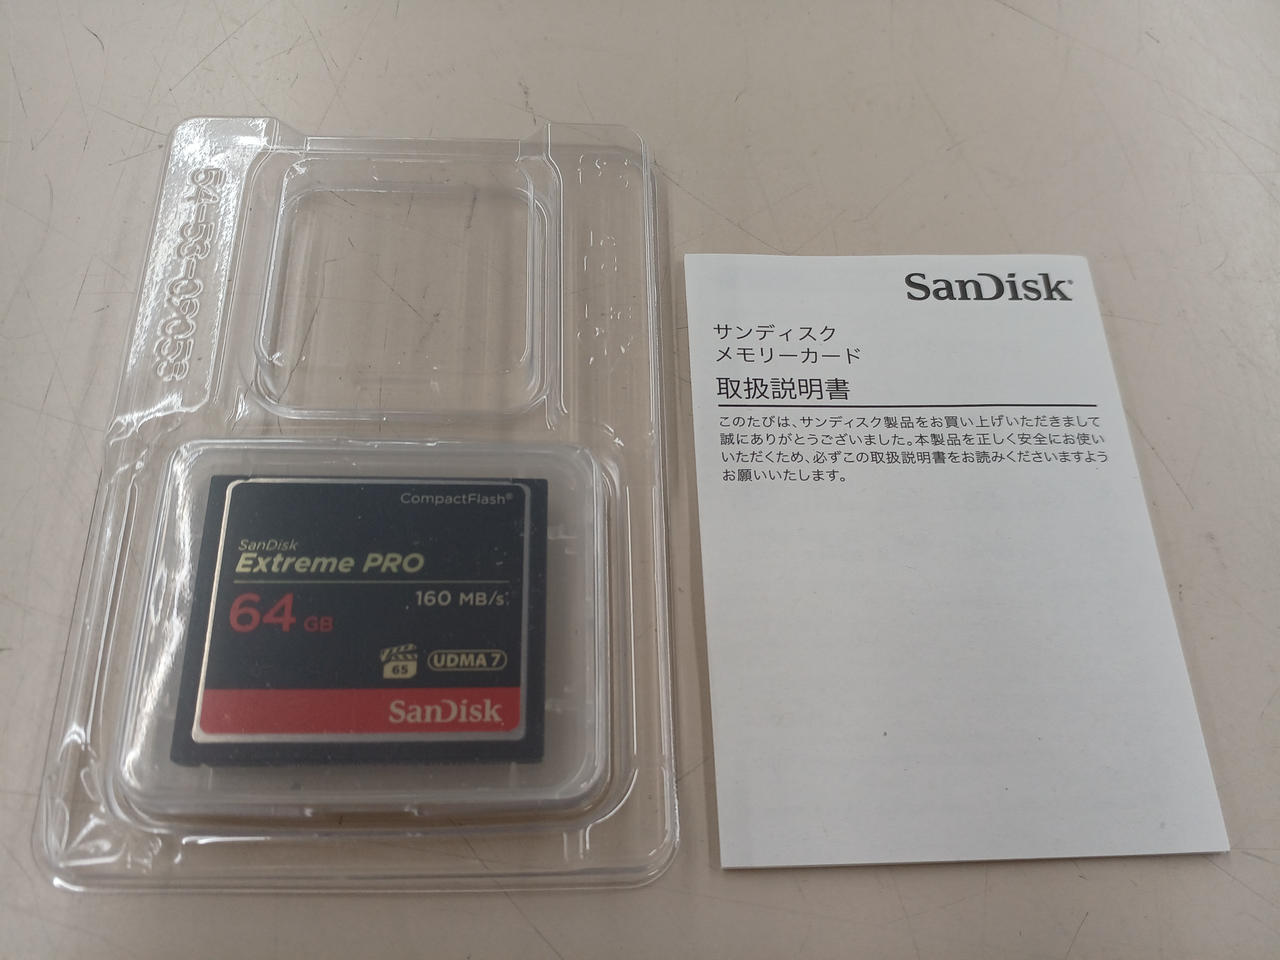 CompactFlash®
SanDisk
Extreme PRO
160 MB/s
64 GB
65
UDMA 7
SanDisk
SanDisk®
サンディスク
メモリーカード
取扱説明書
このたびは、サンディスク製品をお買い上げいただきまして
誠にありがとうございました。本製品を正しく安全にお使い
いただくため、必ずこの取扱説明書をお読みくださいますよう
お願いいたします。